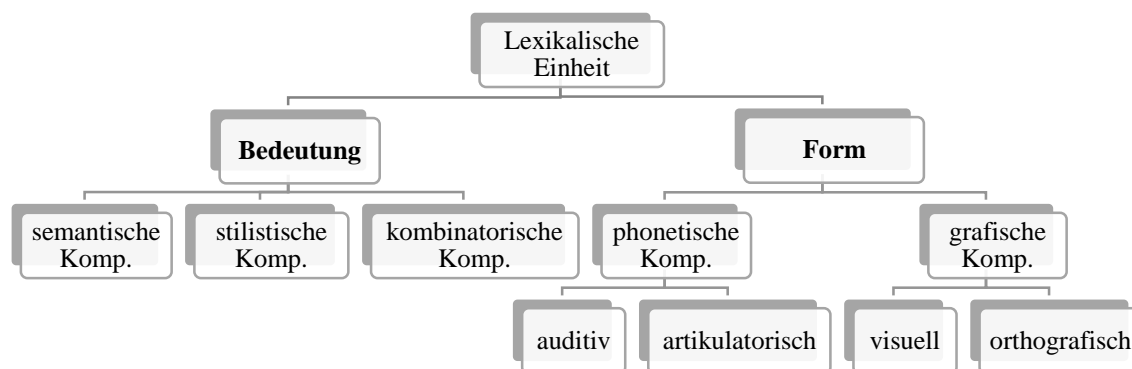 Lexikalische
Einheit
Bedeutung
Form
semantische
Komp.
stilistische
Komp.
kombinatorische
Komp.
phonetische
Komp.
grafische
Komp.
auditiv
artikulatorisch
visuell
orthografisch